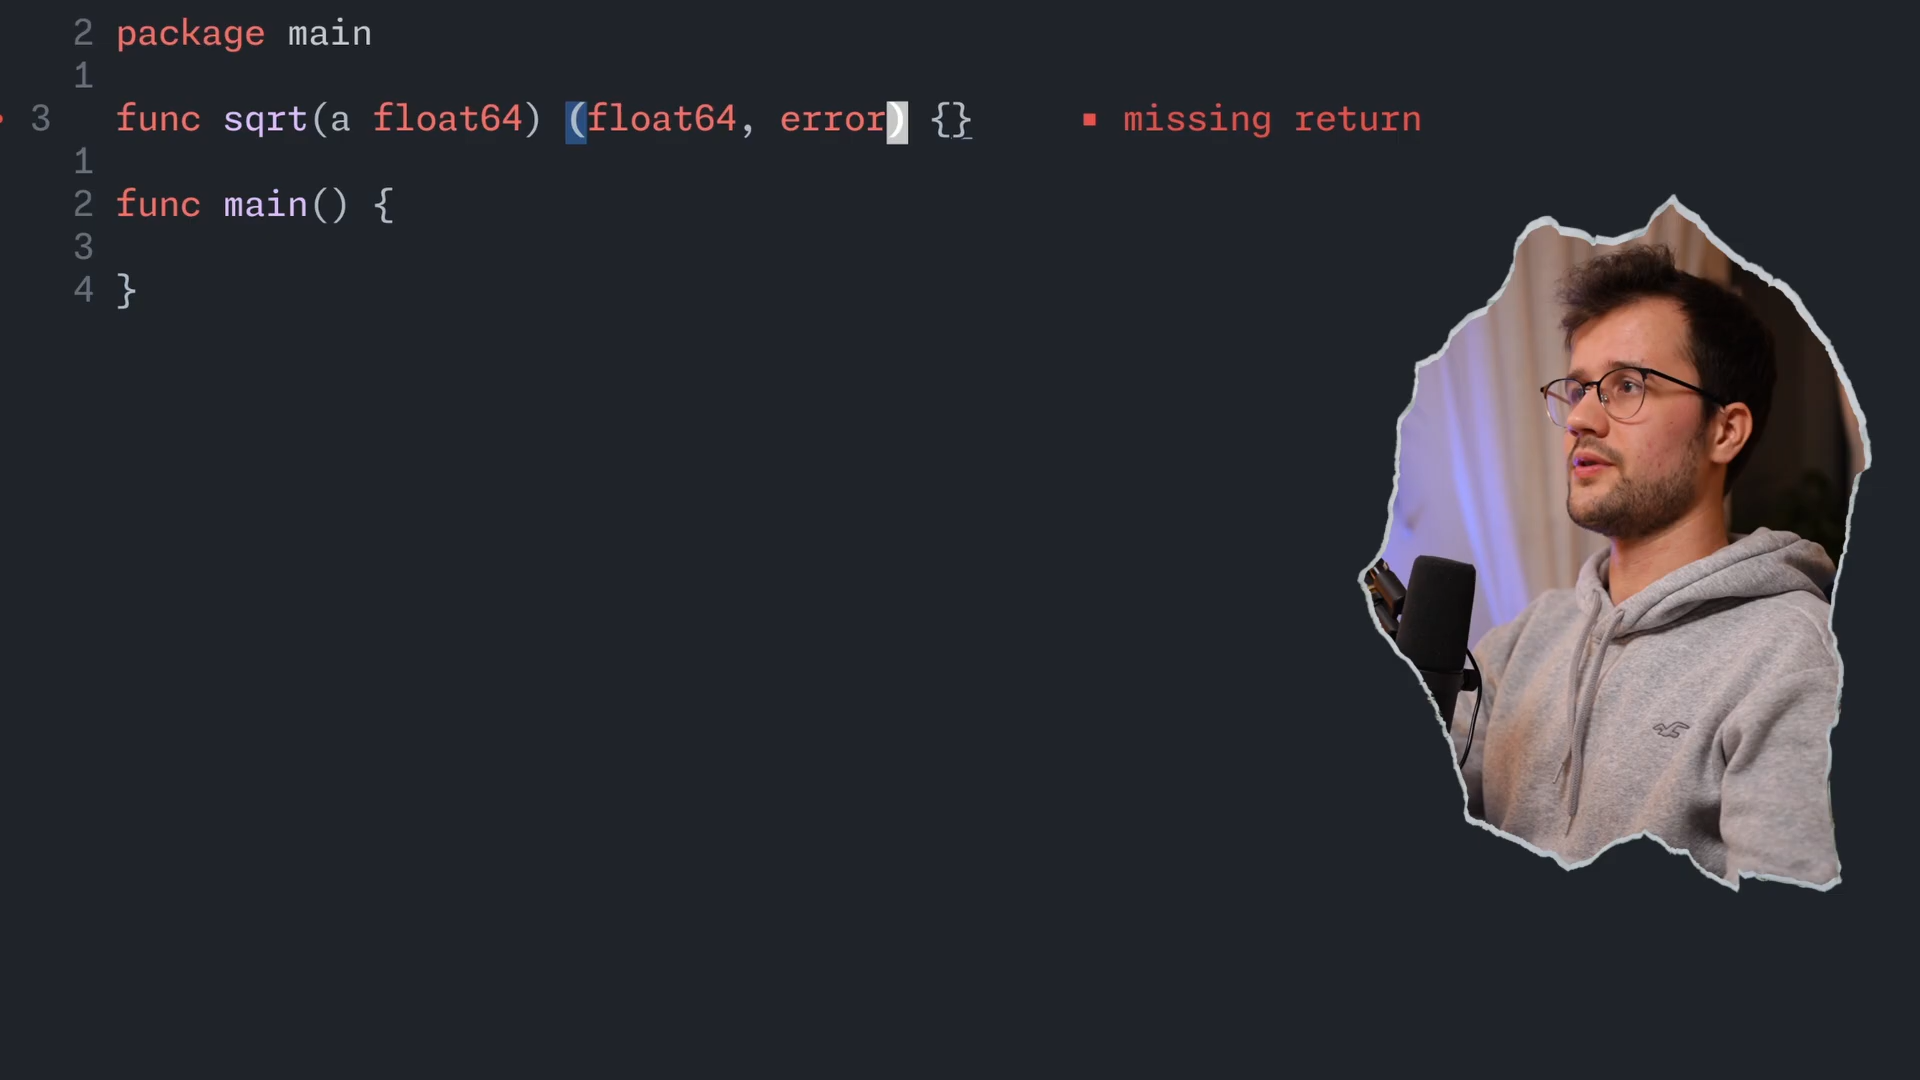 2 package main
1
3 func sqrt(a float64) (float64, error) {} ▪ missing return
1
2 func main() {
3
4 }